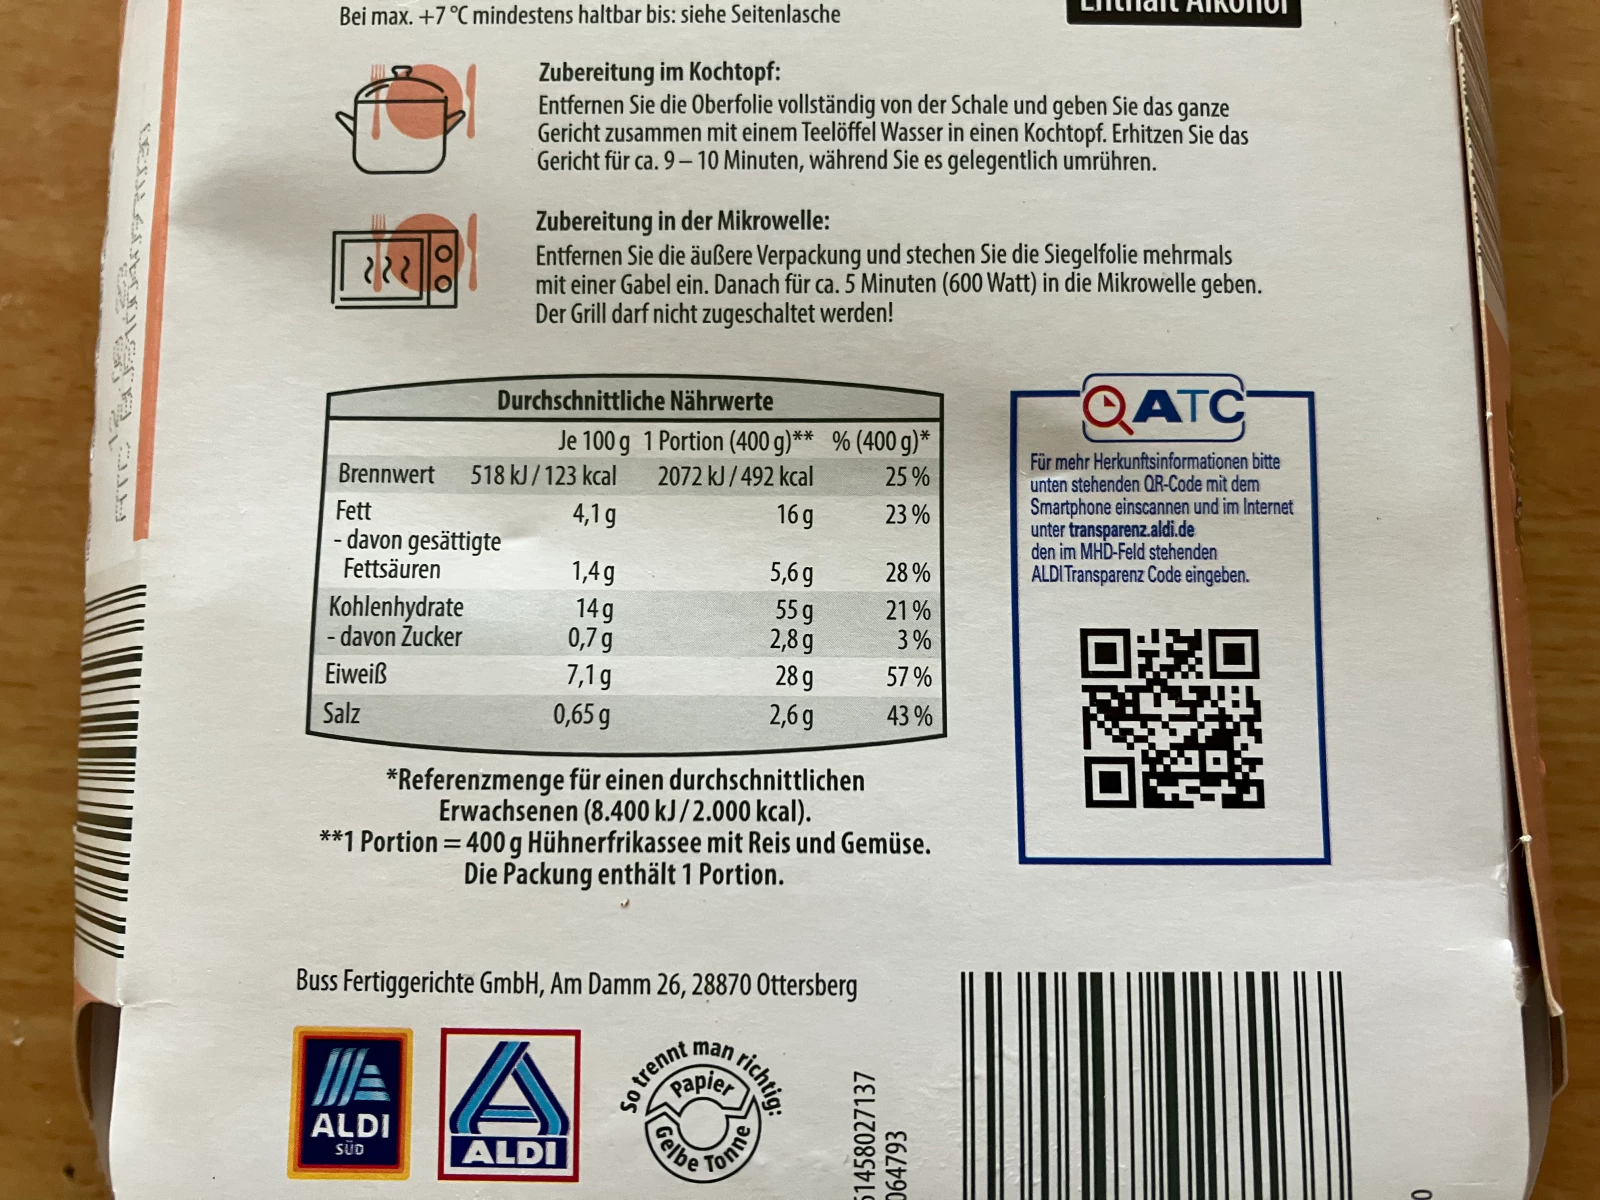 Bei max. +7 °C mindestens haltbar bis: siehe Seitenlasche
Enthält Alkohol
Zubereitung im Kochtopf:
Entfernen Sie die Oberfolie vollständig von der Schale und geben Sie das ganze
Gericht zusammen mit einem Teelöffel Wasser in einen Kochtopf. Erhitzen Sie das
Gericht für ca. 9 – 10 Minuten, während Sie es gelegentlich umrühren.
Zubereitung in der Mikrowelle:
Entfernen Sie die äußere Verpackung und stechen Sie die Siegelfolie mehrmals
mit einer Gabel ein. Danach für ca. 5 Minuten (600 Watt) in die Mikrowelle geben.
Der Grill darf nicht zugeschaltet werden!
Durchschnittliche Nährwerte
Je 100 g 1 Portion (400 g)** % (400 g)*
Brennwert 518 kJ / 123 kcal 2072 kJ / 492 kcal 25 %
Fett 4,1 g 16 g 23 %
- davon gesättigte
Fettsäuren 1,4 g 5,6 g 28 %
Kohlenhydrate 14 g 55 g 21 %
- davon Zucker 0,7 g 2,8 g 3 %
Eiweiß 7,1 g 28 g 57 %
Salz 0,65 g 2,6 g 43 %
*Referenzmenge für einen durchschnittlichen
Erwachsenen (8.400 kJ / 2.000 kcal).
**1 Portion = 400 g Hühnerfrikassee mit Reis und Gemüse.
Die Packung enthält 1 Portion.
ATC
Für mehr Herkunftsinformationen bitte
unten stehenden QR-Code mit dem
Smartphone einscannen und im Internet
unter transparenz.aldi.de
den im MHD-Feld stehenden
ALDI Transparenz Code eingeben.
Buss Fertiggerichte GmbH, Am Damm 26, 28870 Ottersberg
ALDI
SÜD
ALDI
So trennt man richtig:
Papier
Gelbe Tonne
61458027137
064793